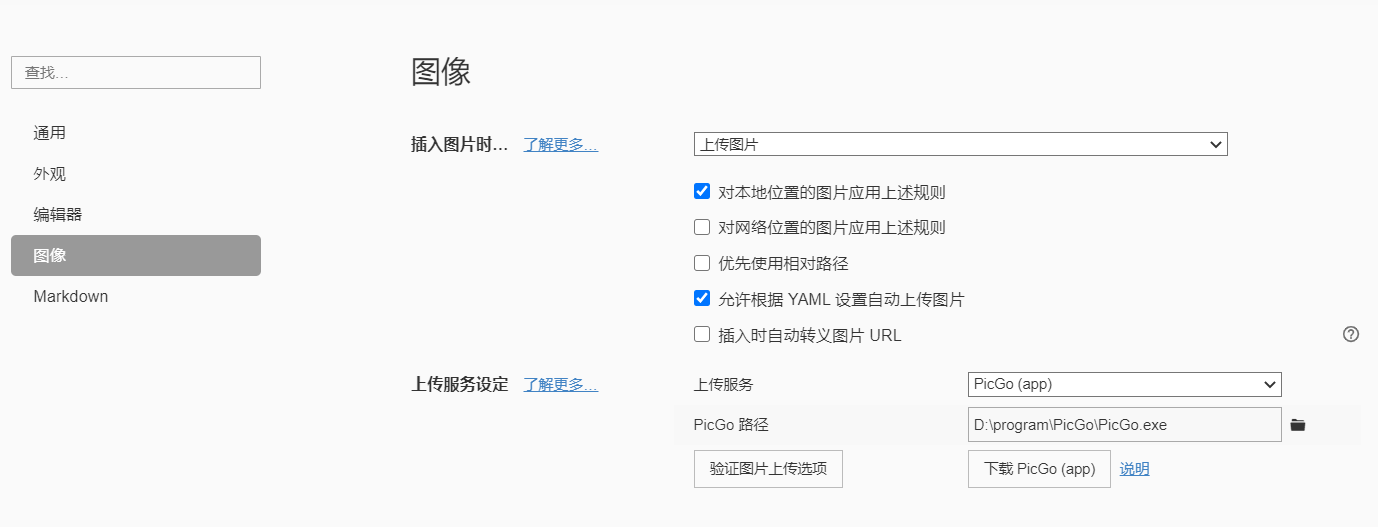 查找...
通用
外观
编辑器
图像
Markdown
图像
插入图片时... 了解更多... 上传图片
对本地位置的图片应用上述规则
对网络位置的图片应用上述规则
优先使用相对路径
允许根据 YAML 设置自动上传图片
插入时自动转义图片 URL
上传服务设定 了解更多... 上传服务 PicGo (app)
PicGo 路径 D:\program\PicGo\PicGo.exe
验证图片上传选项 下载 PicGo (app) 说明